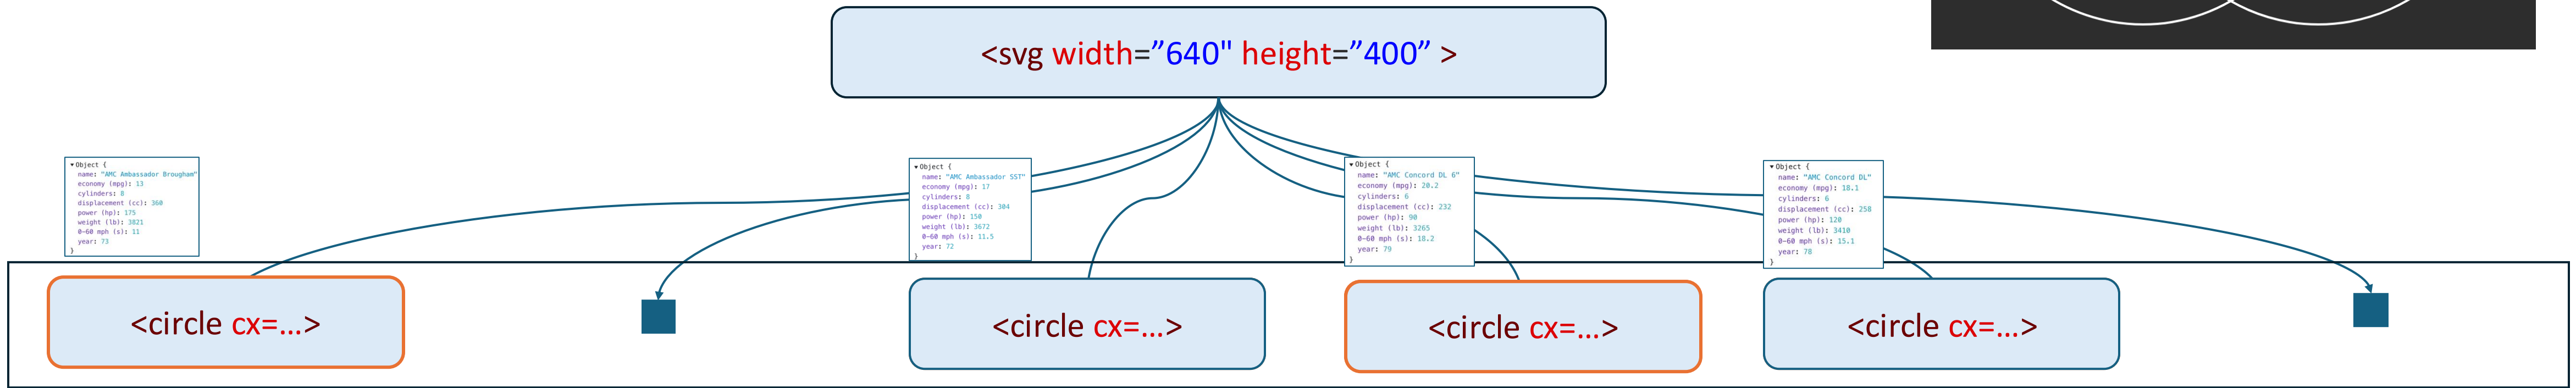 <svg width=”640" height=”400” >
▾Object {
name: "AMC Ambassador Brougham"
economy (mpg): 13
cylinders: 8
displacement (cc): 360
power (hp): 175
weight (lb): 3821
0-60 mph (s): 11
year: 73
}
▾Object {
name: "AMC Ambassador SST"
economy (mpg): 17
cylinders: 8
displacement (cc): 304
power (hp): 150
weight (lb): 3672
0-60 mph (s): 11.5
year: 72
}
▾Object {
name: "AMC Concord DL 6"
economy (mpg): 20.2
cylinders: 6
displacement (cc): 232
power (hp): 90
weight (lb): 3265
0-60 mph (s): 18.2
year: 79
}
▾Object {
name: "AMC Concord DL"
economy (mpg): 18.1
cylinders: 6
displacement (cc): 258
power (hp): 120
weight (lb): 3410
0-60 mph (s): 15.1
year: 78
}
<circle cx=…>
<circle cx=…>
<circle cx=…>
<circle cx=…>